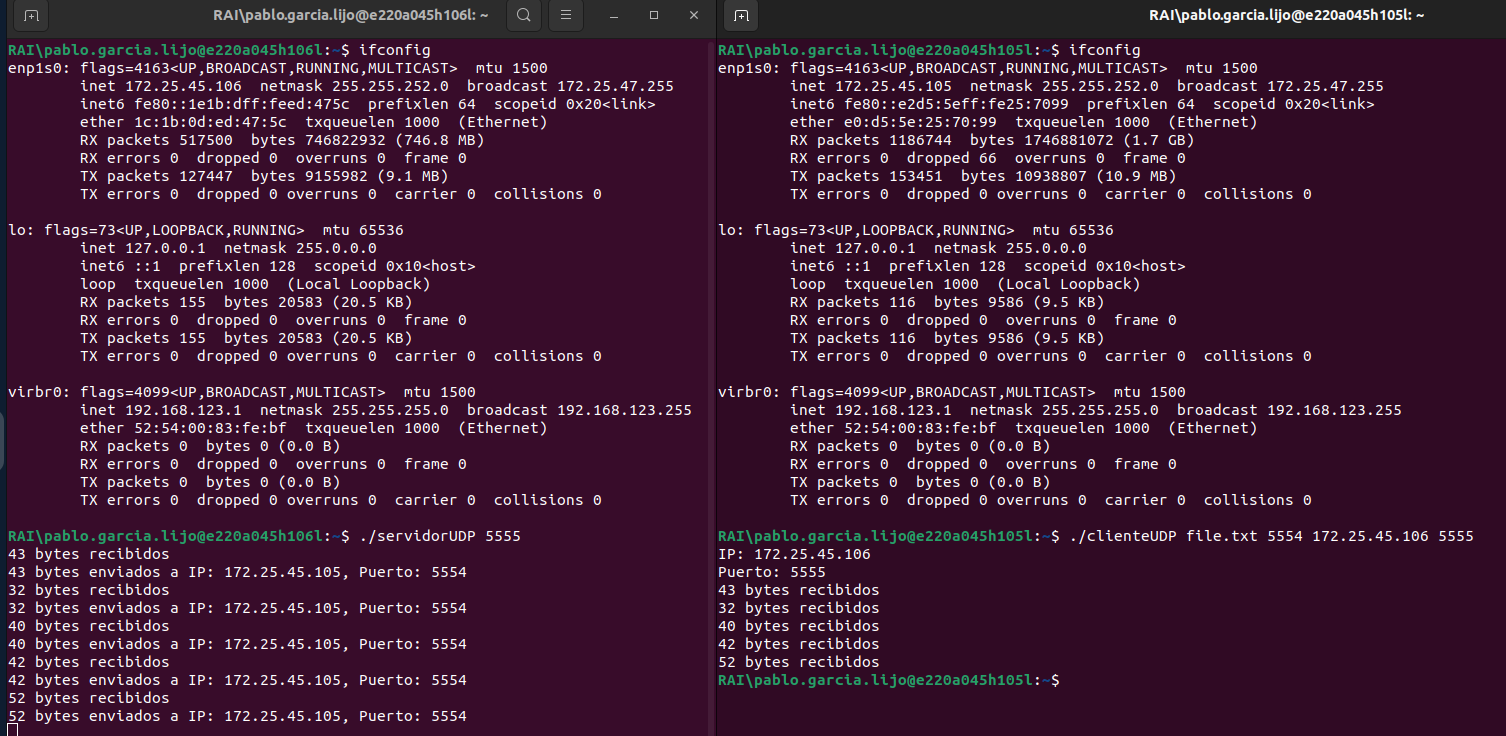 RAI\pablo.garcia.lijo@e220a045h106l: ~
RAI\pablo.garcia.lijo@e220a045h106l:~$ ifconfig
enp1s0: flags=4163<UP,BROADCAST,RUNNING,MULTICAST>  mtu 1500
        inet 172.25.45.106  netmask 255.255.252.0  broadcast 172.25.47.255
        inet6 fe80::1e1b:dff:feed:475c  prefixlen 64  scopeid 0x20<link>
        ether 1c:1b:0d:ed:47:5c  txqueuelen 1000  (Ethernet)
        RX packets 517500  bytes 746822932 (746.8 MB)
        RX errors 0  dropped 0  overruns 0  frame 0
        TX packets 127447  bytes 9155982 (9.1 MB)
        TX errors 0  dropped 0 overruns 0  carrier 0  collisions 0

lo: flags=73<UP,LOOPBACK,RUNNING>  mtu 65536
        inet 127.0.0.1  netmask 255.0.0.0
        inet6 ::1  prefixlen 128  scopeid 0x10<host>
        loop  txqueuelen 1000  (Local Loopback)
        RX packets 155  bytes 20583 (20.5 KB)
        RX errors 0  dropped 0  overruns 0  frame 0
        TX packets 155  bytes 20583 (20.5 KB)
        TX errors 0  dropped 0 overruns 0  carrier 0  collisions 0

virbr0: flags=4099<UP,BROADCAST,MULTICAST>  mtu 1500
        inet 192.168.123.1  netmask 255.255.255.0  broadcast 192.168.123.255
        ether 52:54:00:83:fe:bf  txqueuelen 1000  (Ethernet)
        RX packets 0  bytes 0 (0.0 B)
        RX errors 0  dropped 0  overruns 0  frame 0
        TX packets 0  bytes 0 (0.0 B)
        TX errors 0  dropped 0 overruns 0  carrier 0  collisions 0

RAI\pablo.garcia.lijo@e220a045h106l:~$ ./servidorUDP 5555
43 bytes recibidos
43 bytes enviados a IP: 172.25.45.105, Puerto: 5554
32 bytes recibidos
32 bytes enviados a IP: 172.25.45.105, Puerto: 5554
40 bytes recibidos
40 bytes enviados a IP: 172.25.45.105, Puerto: 5554
42 bytes recibidos
42 bytes enviados a IP: 172.25.45.105, Puerto: 5554
52 bytes recibidos
52 bytes enviados a IP: 172.25.45.105, Puerto: 5554
RAI\pablo.garcia.lijo@e220a045h105l: ~
RAI\pablo.garcia.lijo@e220a045h105l:~$ ifconfig
enp1s0: flags=4163<UP,BROADCAST,RUNNING,MULTICAST>  mtu 1500
        inet 172.25.45.105  netmask 255.255.252.0  broadcast 172.25.47.255
        inet6 fe80::e2d5:5eff:fe25:7099  prefixlen 64  scopeid 0x20<link>
        ether e0:d5:5e:25:70:99  txqueuelen 1000  (Ethernet)
        RX packets 1186744  bytes 1746881072 (1.7 GB)
        RX errors 0  dropped 66  overruns 0  frame 0
        TX packets 153451  bytes 10938807 (10.9 MB)
        TX errors 0  dropped 0 overruns 0  carrier 0  collisions 0

lo: flags=73<UP,LOOPBACK,RUNNING>  mtu 65536
        inet 127.0.0.1  netmask 255.0.0.0
        inet6 ::1  prefixlen 128  scopeid 0x10<host>
        loop  txqueuelen 1000  (Local Loopback)
        RX packets 116  bytes 9586 (9.5 KB)
        RX errors 0  dropped 0  overruns 0  frame 0
        TX packets 116  bytes 9586 (9.5 KB)
        TX errors 0  dropped 0 overruns 0  carrier 0  collisions 0

virbr0: flags=4099<UP,BROADCAST,MULTICAST>  mtu 1500
        inet 192.168.123.1  netmask 255.255.255.0  broadcast 192.168.123.255
        ether 52:54:00:83:fe:bf  txqueuelen 1000  (Ethernet)
        RX packets 0  bytes 0 (0.0 B)
        RX errors 0  dropped 0  overruns 0  frame 0
        TX packets 0  bytes 0 (0.0 B)
        TX errors 0  dropped 0 overruns 0  carrier 0  collisions 0

RAI\pablo.garcia.lijo@e220a045h105l:~$ ./clienteUDP file.txt 5554 172.25.45.106 5555
IP: 172.25.45.106
Puerto: 5555
43 bytes recibidos
32 bytes recibidos
40 bytes recibidos
42 bytes recibidos
52 bytes recibidos
RAI\pablo.garcia.lijo@e220a045h105l:~$